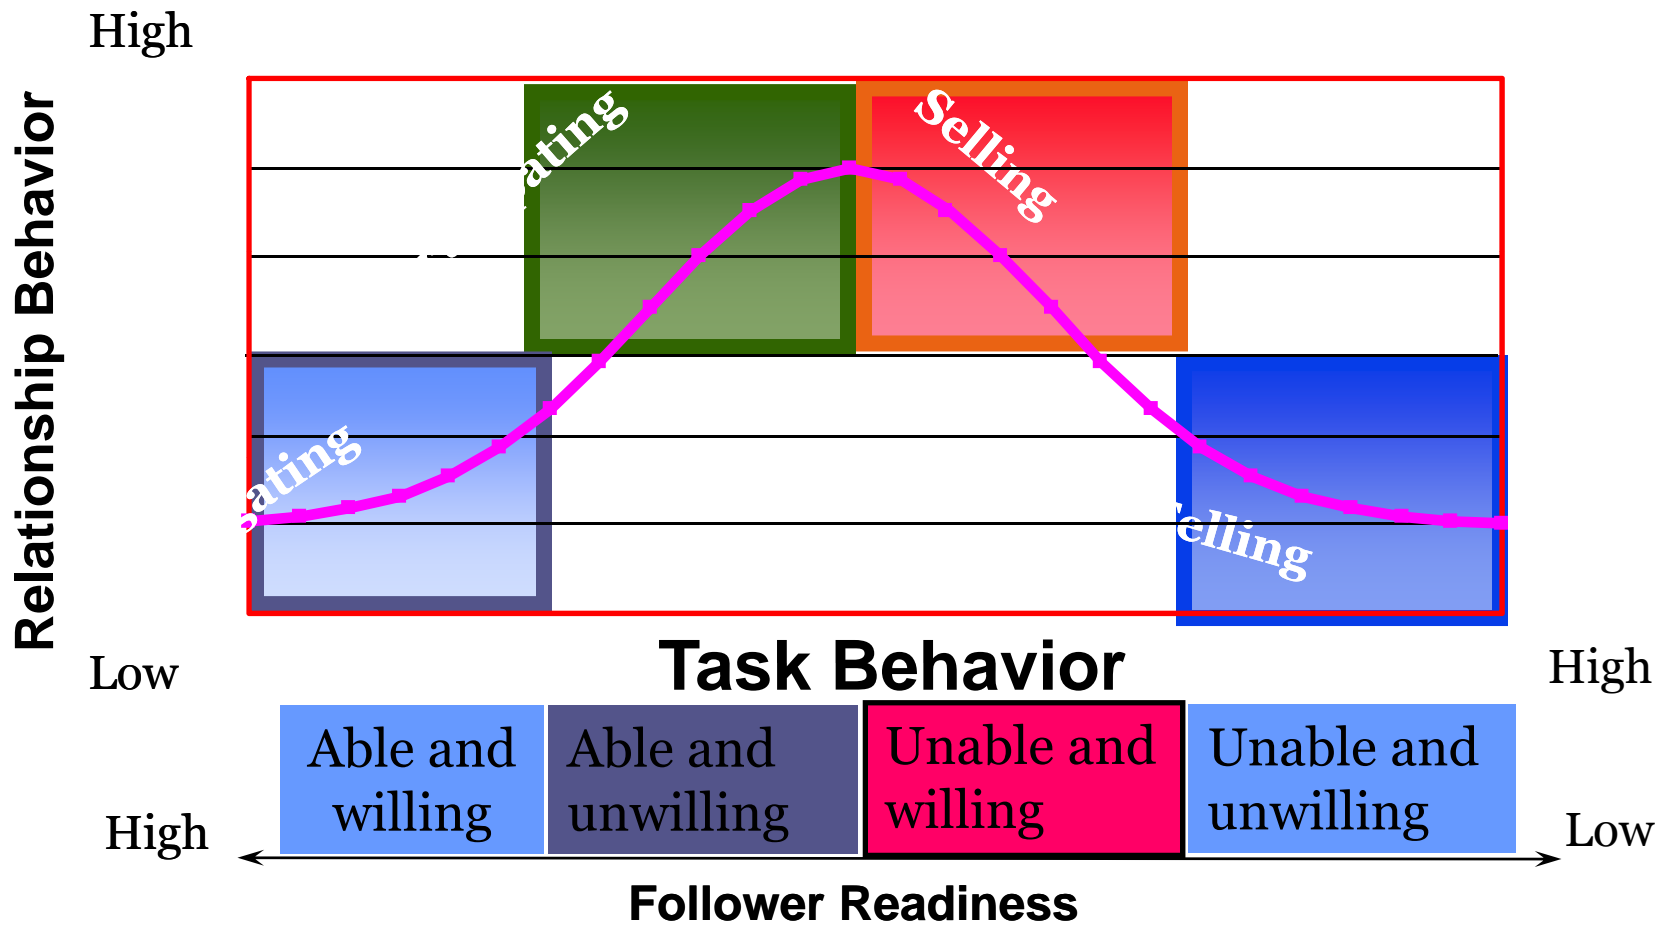 High
Relationship Behavior
ating
Selling
ating
Telling
Low
Task Behavior
High
Able and
willing
Able and
unwilling
Unable and
willing
Unable and
unwilling
High
Low
Follower Readiness